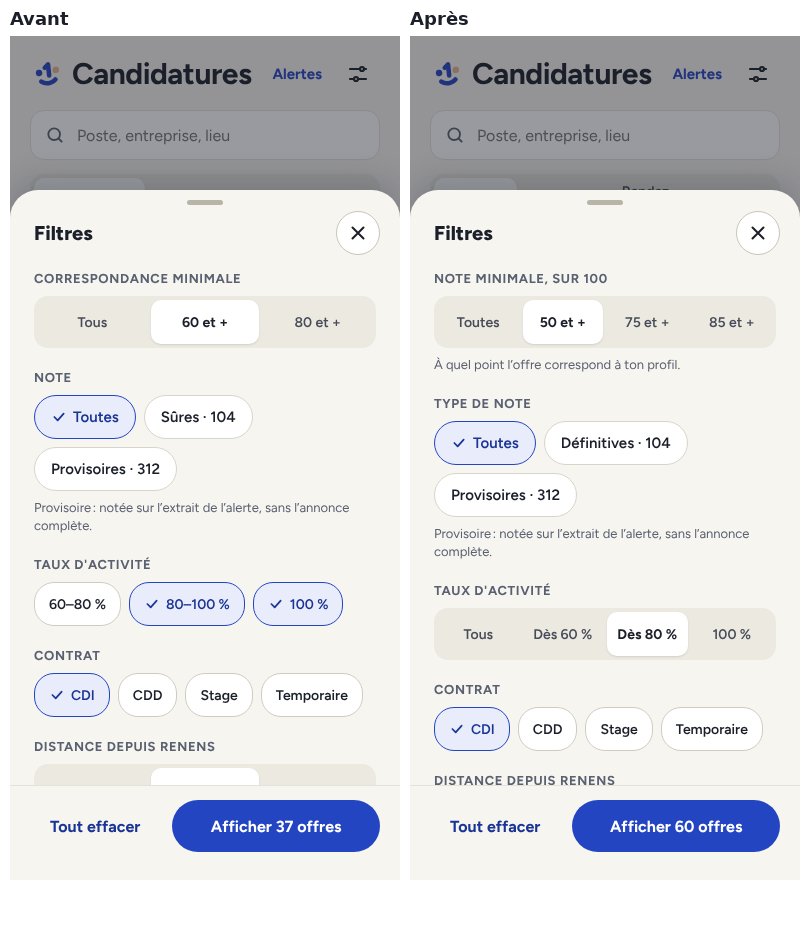 Avant
Candidatures
Alertes
Poste, entreprise, lieu
Filtres
CORRESPONDANCE MINIMALE
Tous
60 et +
80 et +
NOTE
Toutes
Sûres · 104
Provisoires · 312
Provisoire : notée sur l’extrait de l’alerte, sans l’annonce
complète.
TAUX D'ACTIVITÉ
60–80 %
80–100 %
100 %
CONTRAT
CDI
CDD
Stage
Temporaire
DISTANCE DEPUIS RENENS
Tout effacer
Afficher 37 offres
Après
Candidatures
Alertes
Poste, entreprise, lieu
Filtres
NOTE MINIMALE, SUR 100
Toutes
50 et +
75 et +
85 et +
À quel point l’offre correspond à ton profil.
TYPE DE NOTE
Toutes
Définitives · 104
Provisoires · 312
Provisoire : notée sur l’extrait de l’alerte, sans l’annonce
complète.
TAUX D'ACTIVITÉ
Tous
Dès 60 %
Dès 80 %
100 %
CONTRAT
CDI
CDD
Stage
Temporaire
DISTANCE DEPUIS RENENS
Tout effacer
Afficher 60 offres